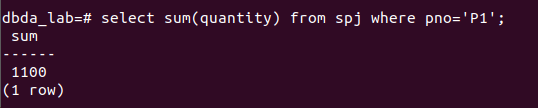 dbda_lab=# select sum(quantity) from spj where pno='P1';
sum
------
1100
(1 row)